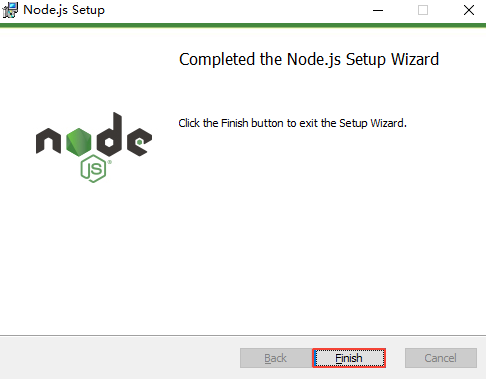 Node.js Setup
Completed the Node.js Setup Wizard
Click the Finish button to exit the Setup Wizard.
node
JS®
Back Finish Cancel